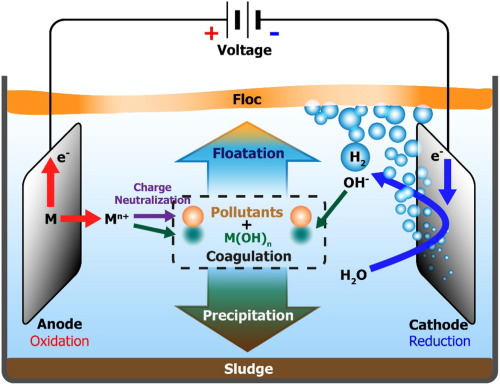 + -
Voltage
Floc
Floatation
H₂
e⁻
e⁻
OH⁻
Charge
Neutralization
M
Mⁿ⁺
Pollutants
+
M(OH)ₙ
Coagulation
H₂O
Precipitation
Anode
Oxidation
Cathode
Reduction
Sludge